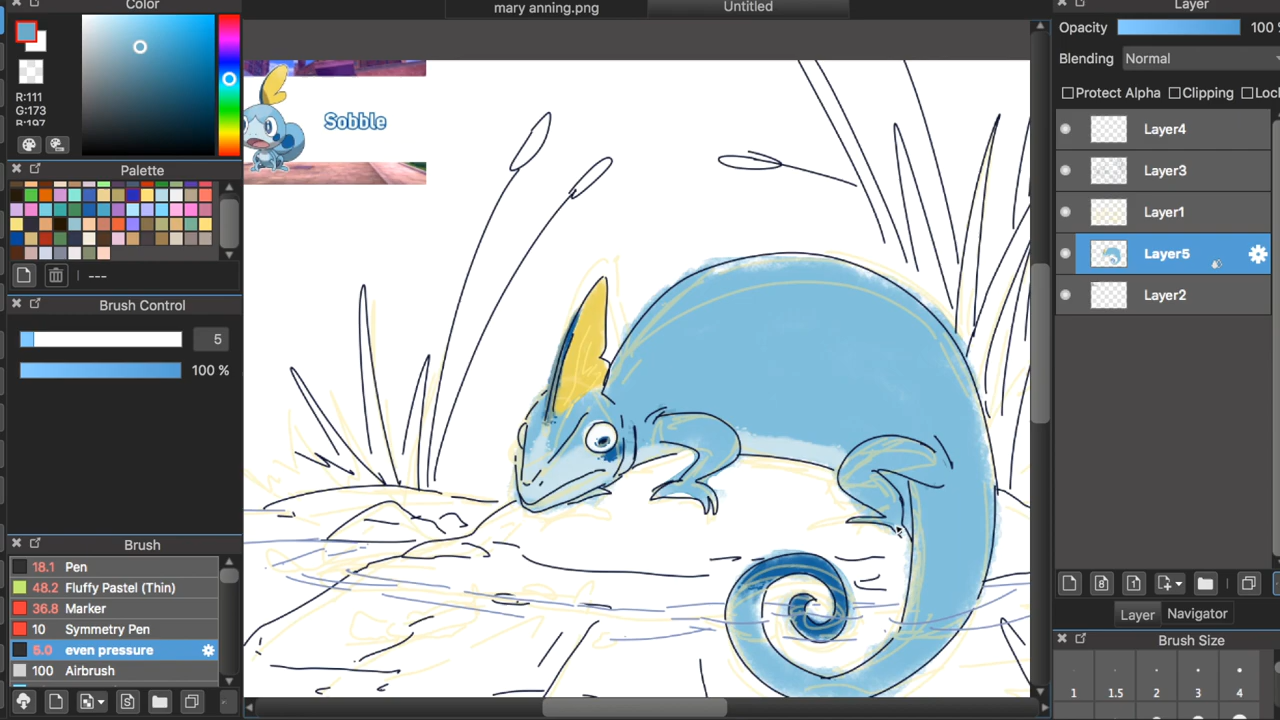 Color
mary anning.png
Untitled
Layer
Opacity
100
Blending
Normal
Protect Alpha
Clipping
Lock
R:111
G:173
B:197
Sobble
Layer4
Layer3
Layer1
Layer5
Layer2
Palette
---
Brush Control
5
100 %
Brush
18.1 Pen
48.2 Fluffy Pastel (Thin)
36.8 Marker
10 Symmetry Pen
5.0 even pressure
100 Airbrush
Layer
Navigator
Brush Size
1
1.5
2
3
4